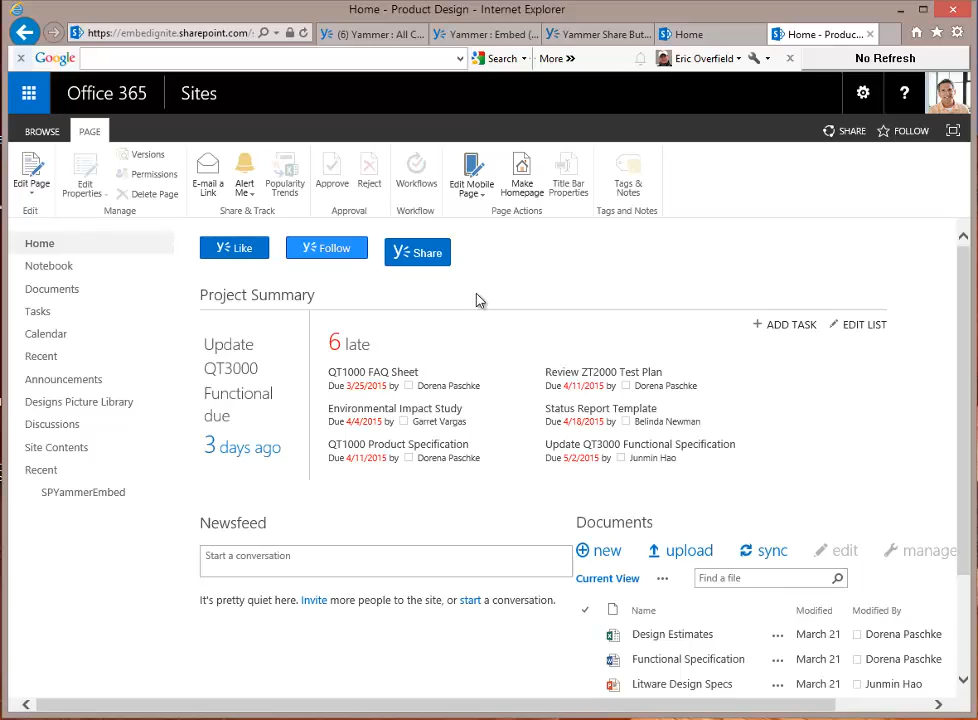 Home - Product Design - Internet Explorer
https://embedignite.sharepoint.com/:
(6) Yammer : All C...
Yammer : Embed (...
Yammer Share But...
Home
Home - Produc...
Google
Search
More »
Eric Overfield
No Refresh
Office 365
Sites
?
BROWSE
PAGE
SHARE
FOLLOW
Edit Page
Edit Properties
Versions
Permissions
Delete Page
E-mail a Link
Alert Me
Popularity Trends
Approve
Reject
Workflows
Edit Mobile Page
Make Homepage
Title Bar Properties
Tags & Notes
Edit
Manage
Share & Track
Approval
Workflow
Page Actions
Tags and Notes
Home
Notebook
Documents
Tasks
Calendar
Recent
Announcements
Designs Picture Library
Discussions
Site Contents
Recent
SPYammerEmbed
Like
Follow
Share
Project Summary
+ ADD TASK
EDIT LIST
Update
QT3000
Functional
due
3 days ago
6 late
QT1000 FAQ Sheet
Due 3/25/2015 by Dorena Paschke
Environmental Impact Study
Due 4/4/2015 by Garret Vargas
QT1000 Product Specification
Due 4/11/2015 by Dorena Paschke
Review ZT2000 Test Plan
Due 4/11/2015 by Dorena Paschke
Status Report Template
Due 4/18/2015 by Belinda Newman
Update QT3000 Functional Specification
Due 5/2/2015 by Junmin Hao
Newsfeed
Start a conversation
It's pretty quiet here. Invite more people to the site, or start a conversation.
Documents
new
upload
sync
edit
manage
Current View
...
Find a file
Name
Modified
Modified By
Design Estimates
... March 21
Dorena Paschke
Functional Specification
... March 21
Dorena Paschke
Litware Design Specs
... March 21
Junmin Hao